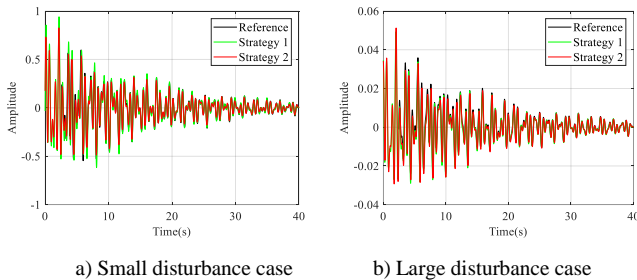 1
0.5
0
-0.5
-1
Amplitude
0
10
20
30
40
Time(s)
Reference
Strategy 1
Strategy 2
a) Small disturbance case
0.06
0.04
0.02
0
-0.02
-0.04
Amplitude
0
10
20
30
40
Time(s)
Reference
Strategy 1
Strategy 2
b) Large disturbance case